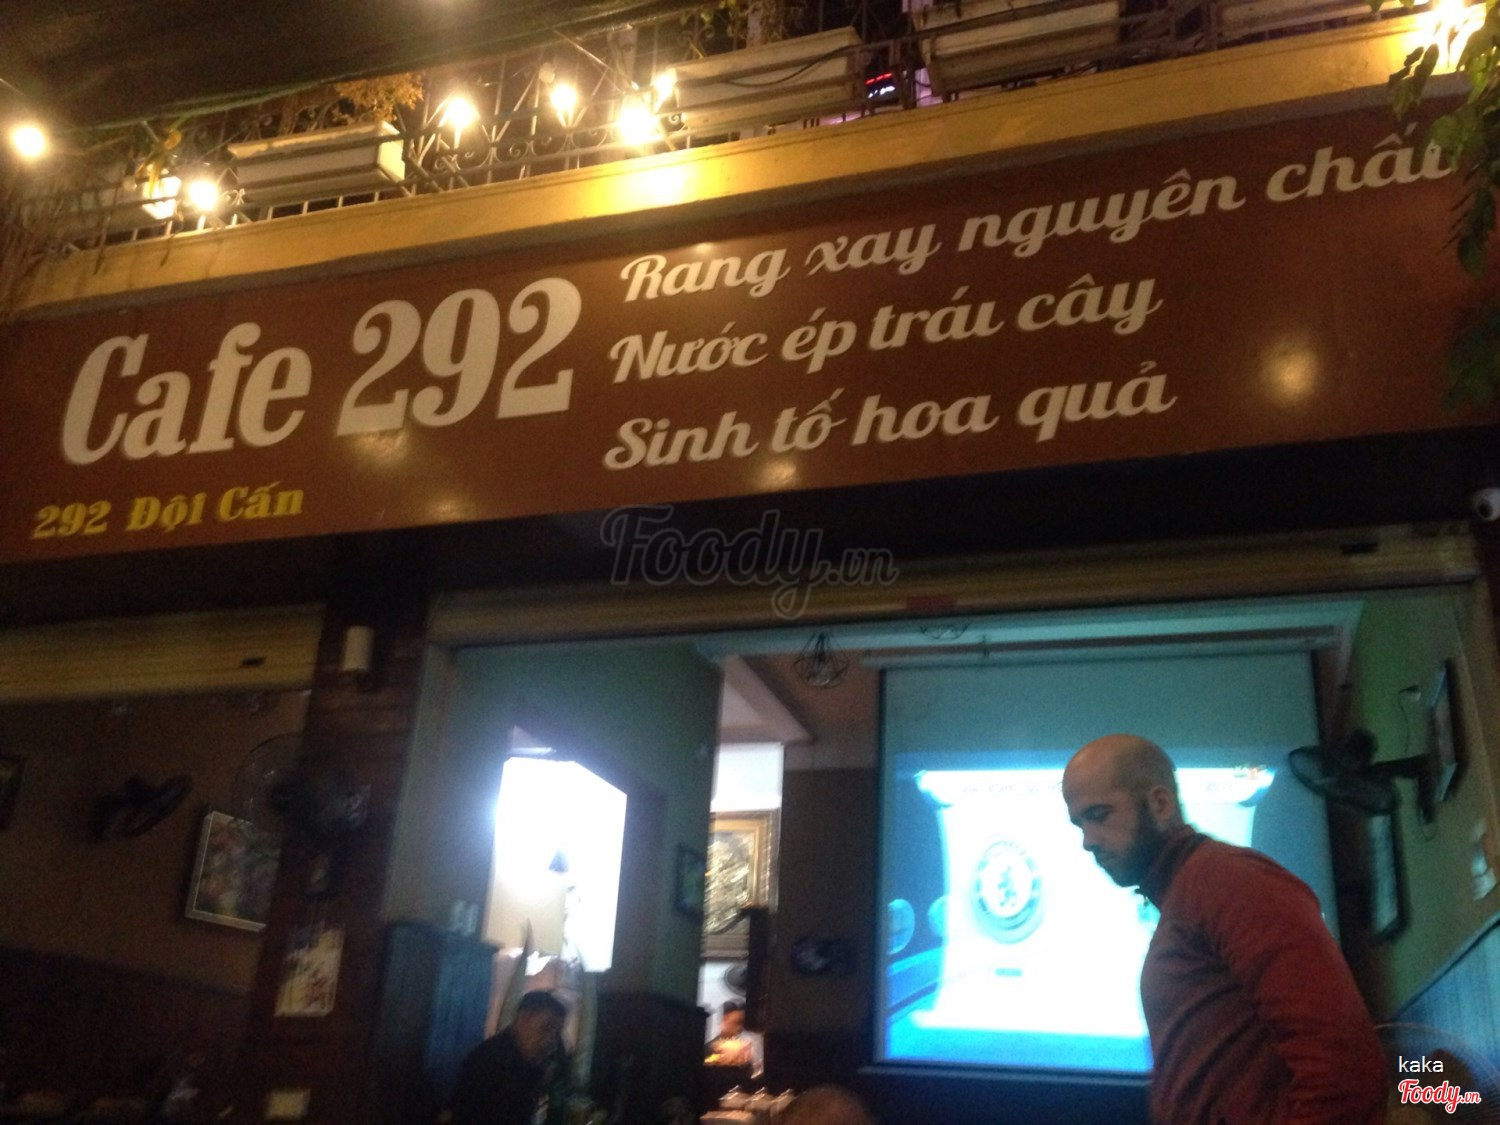 Cafe 292
Rang xay nguyên chất
Nước ép trái cây
Sinh tố hoa quả
292 Đội Cấn
Foody.vn
kaka
Foody.vn